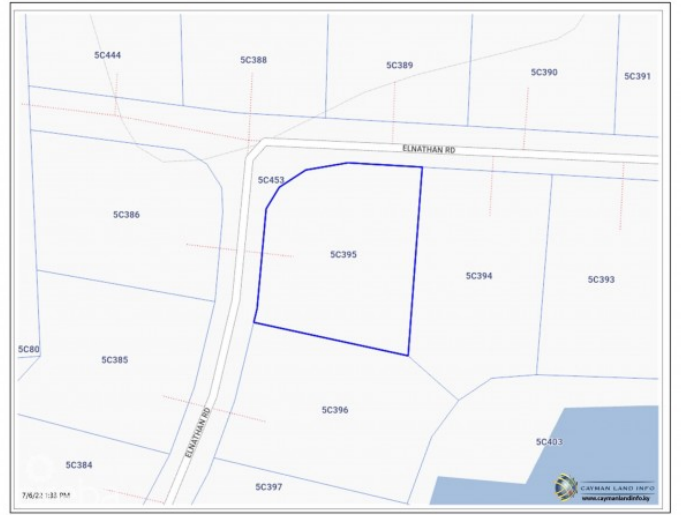 5C444
5C388
5C389
5C390
5C391
ELNATHAN RD
5C453
5C386
5C395
5C394
5C393
5C80
5C385
5C396
ELNATHAN RD
5C403
5C384
5C397
CAYMAN LAND INFO
www.caymanlandinfo.ky